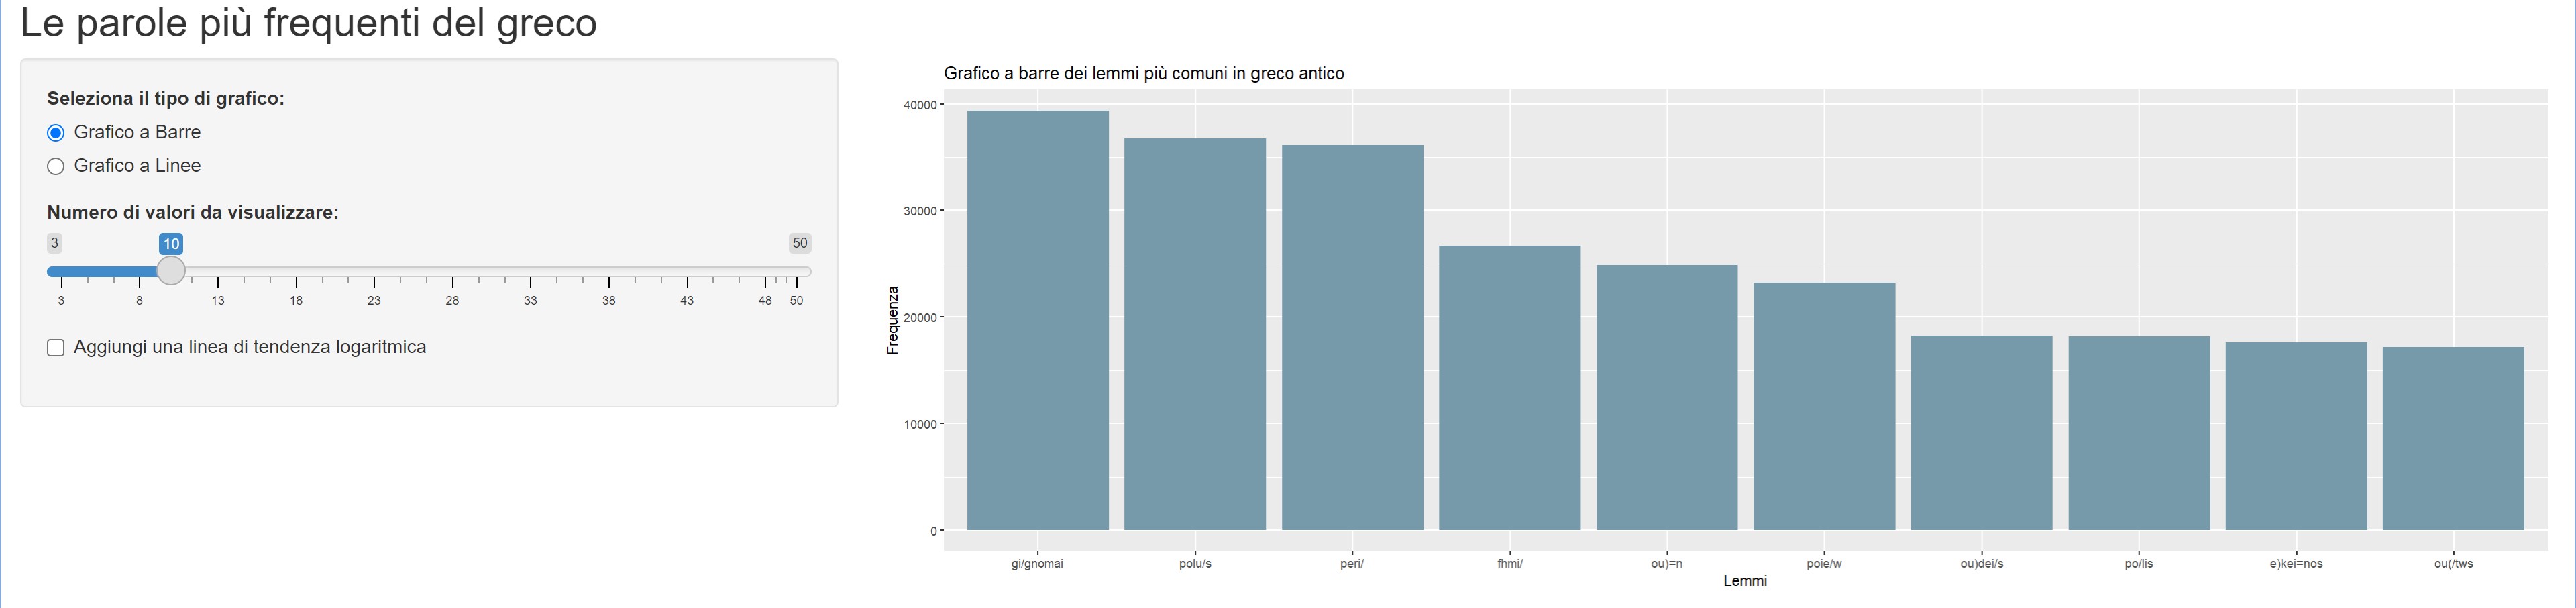 Le parole più frequenti del greco
Seleziona il tipo di grafico:
Grafico a Barre
Grafico a Linee
Numero di valori da visualizzare:
3 10 50
3 8 13 18 23 28 33 38 43 48 50
Aggiungi una linea di tendenza logaritmica
Grafico a barre dei lemmi più comuni in greco antico
Frequenza
40000
30000
20000
10000
0
gi/gnomai polu/s peri/ fhmi/ ou)=n poie/w ou)dei/s po/lis e)kei=nos ou(/tws
Lemmi